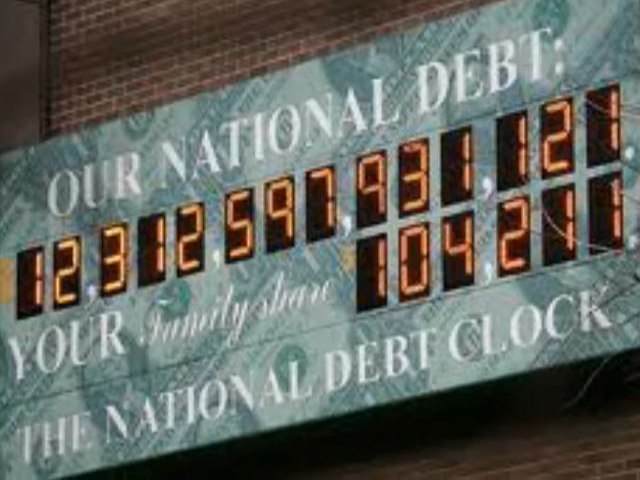 OUR NATIONAL DEBT:
12,312,597,931,121
YOUR Family share 104,211
THE NATIONAL DEBT CLOCK